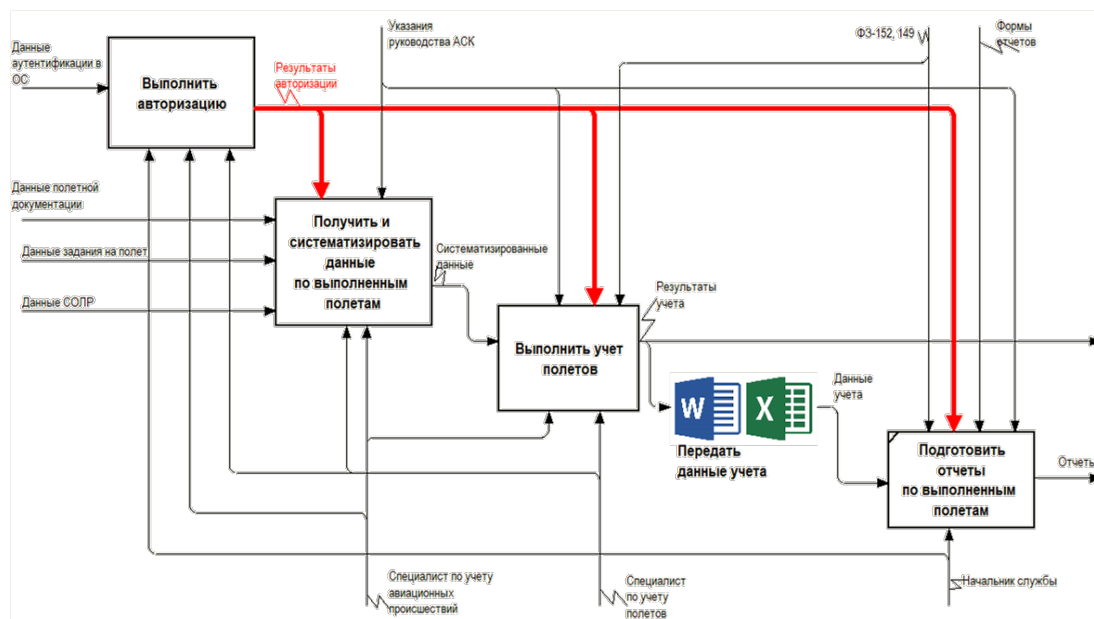 Указания
руководства АСК
ФЗ-152, 149
Формы
отчетов
Данные
аутентификации в
ОС
Выполнить
авторизацию
Результаты
авторизации
Данные полетной
документации
Данные задания на полет
Данные СОЛР
Получить и
систематизировать
данные
по выполненным
полетам
Систематизированные
данные
Результаты
учета
Выполнить учет
полетов
W
X
Передать
данные учета
Данные
учета
Подготовить
отчеты
по выполненным
полетам
Отчеты
Специалист по учету
авиационных
происшествий
Специалист
по учету
полетов
Начальник службы